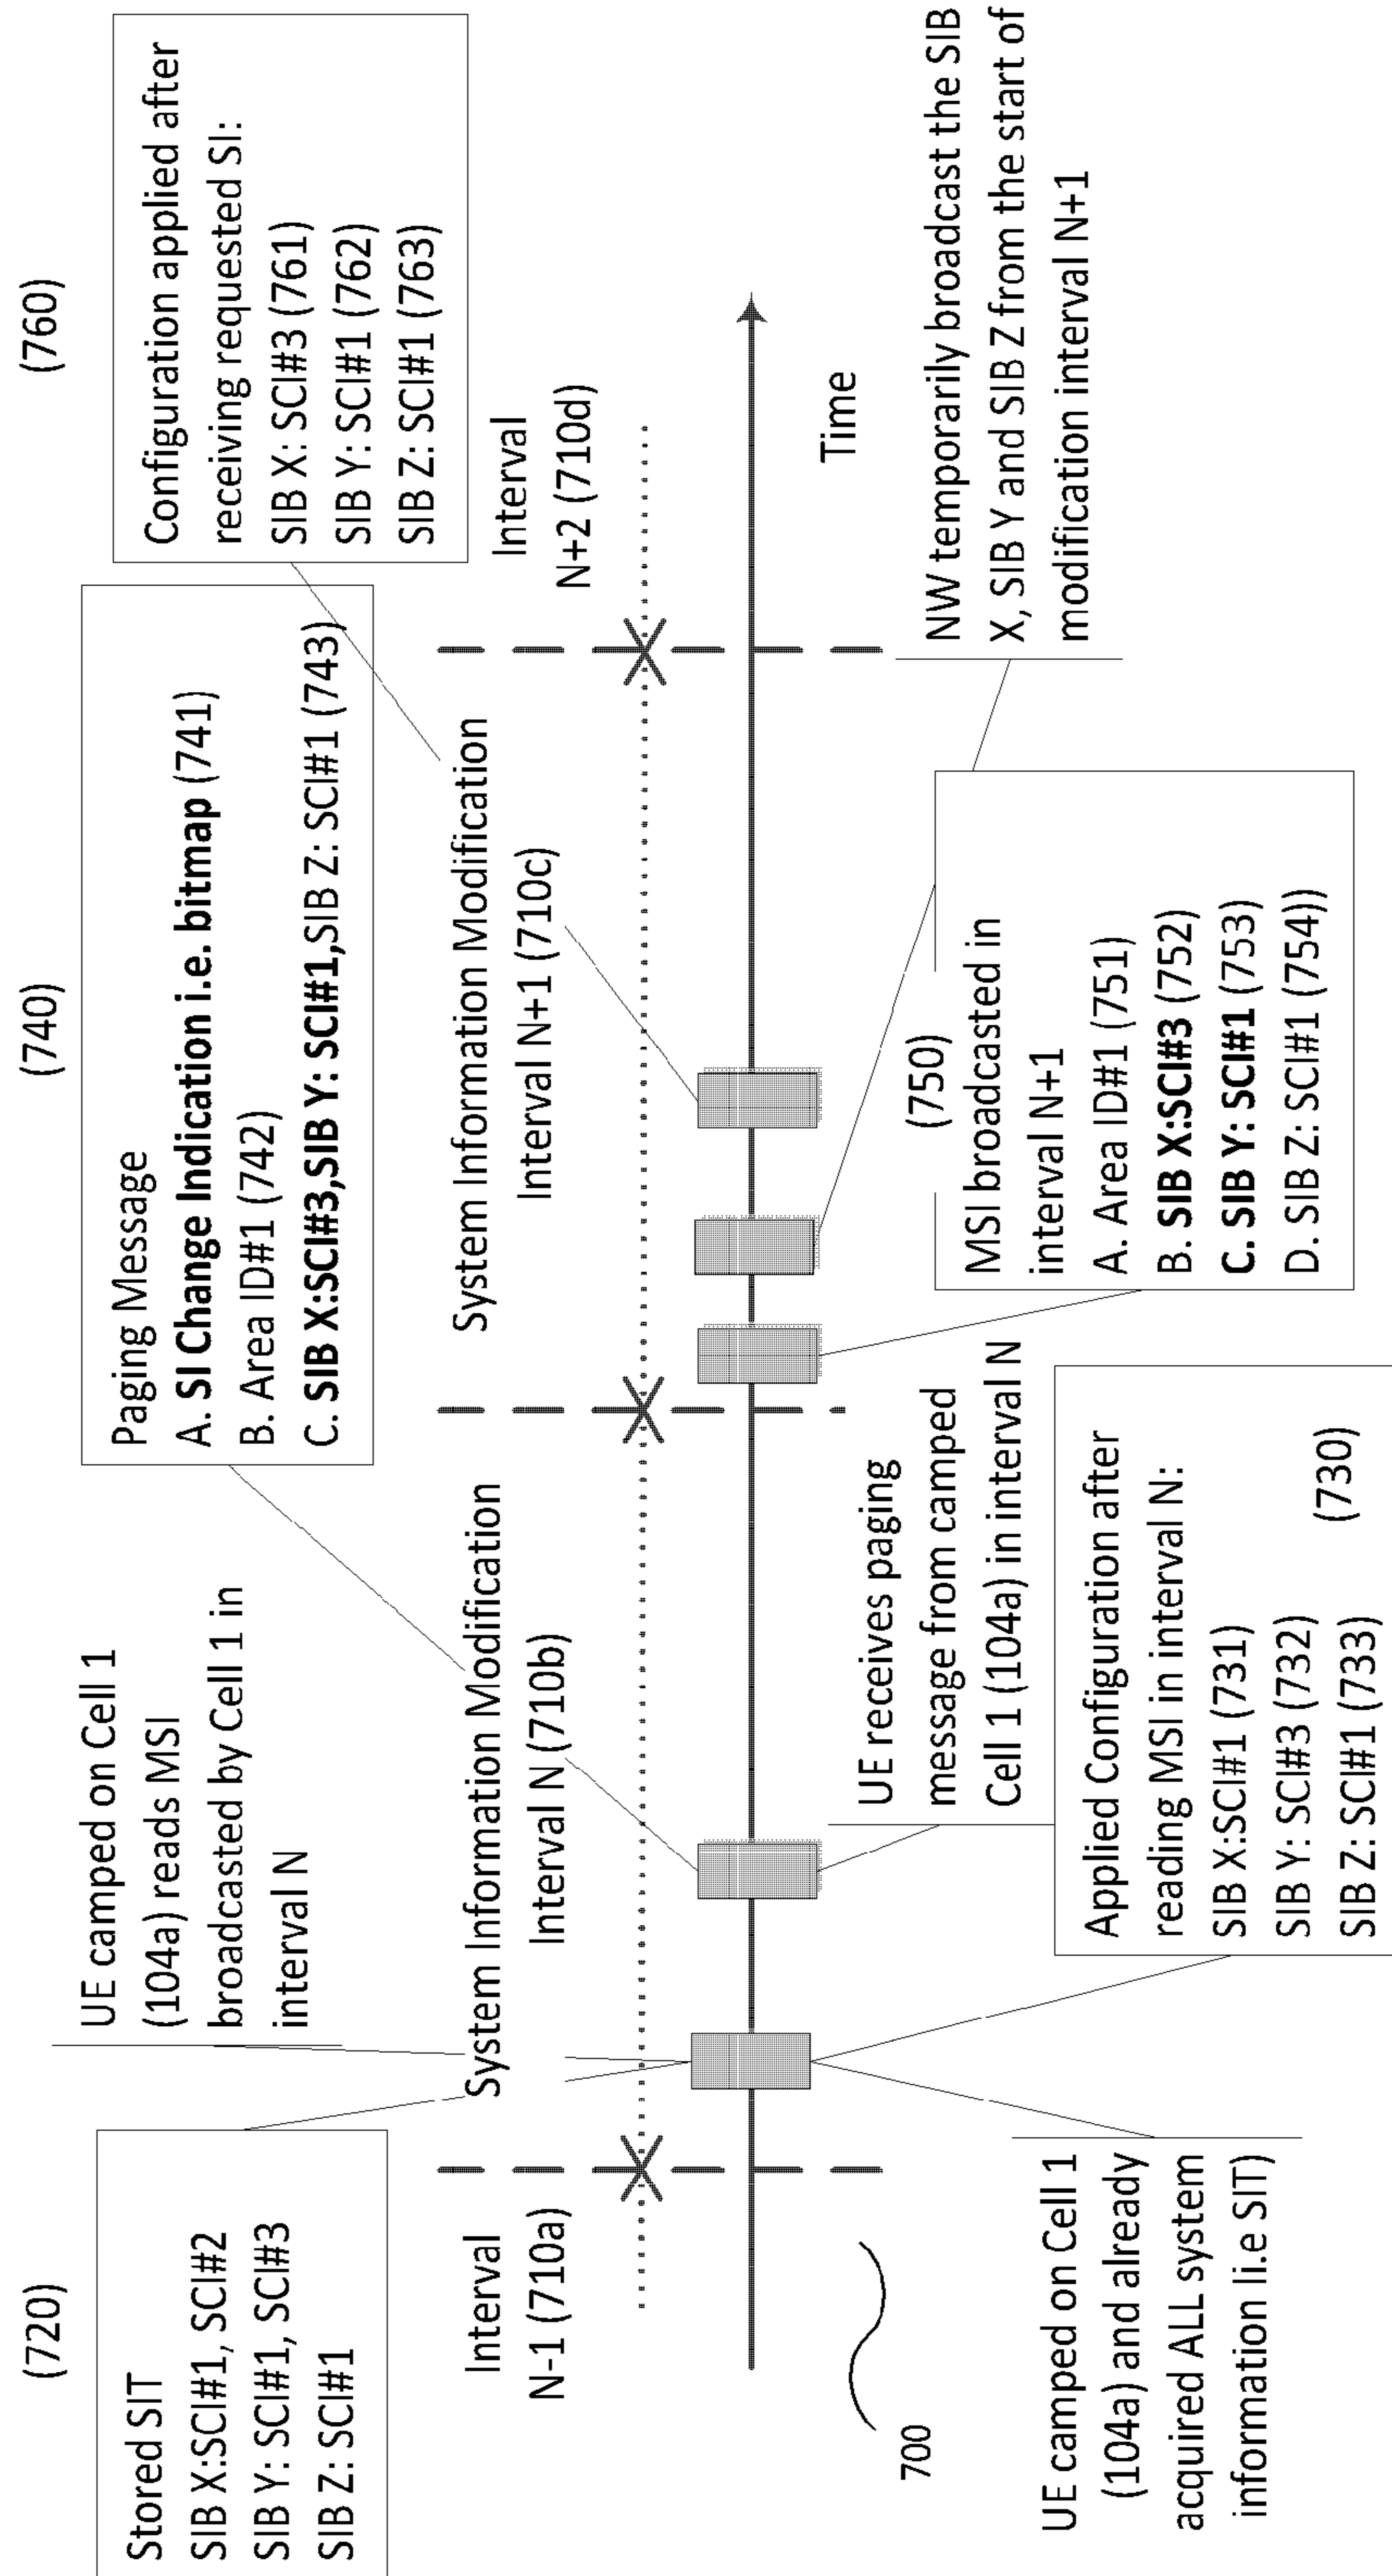 (720)
Stored SIT
SIB X:SCI#1, SCI#2
SIB Y: SCI#1, SCI#3
SIB Z: SCI#1
UE camped on Cell 1
(104a) reads MSI
broadcasted by Cell 1 in
interval N
(740)
Paging Message
A. SI Change Indication i.e. bitmap (741)
B. Area ID#1 (742)
C. SIB X:SCI#3,SIB Y: SCI#1,SIB Z: SCI#1 (743)
(760)
Configuration applied after
receiving requested SI:
SIB X: SCI#3 (761)
SIB Y: SCI#1 (762)
SIB Z: SCI#1 (763)
Interval
N-1 (710a)
System Information Modification
Interval N (710b)
System Information Modification
Interval N+1 (710c)
Interval
N+2 (710d)
Time
700
UE camped on Cell 1
(104a) and already
acquired ALL system
information Ii.e SIT)
UE receives paging
message from camped
Cell 1 (104a) in interval N
Applied Configuration after
reading MSI in interval N:
SIB X:SCI#1 (731)
SIB Y: SCI#3 (732)
SIB Z: SCI#1 (733)
(730)
(750)
MSI broadcasted in
interval N+1
A. Area ID#1 (751)
B. SIB X:SCI#3 (752)
C. SIB Y: SCI#1 (753)
D. SIB Z: SCI#1 (754))
NW temporarily broadcast the SIB
X, SIB Y and SIB Z from the start of
modification interval N+1